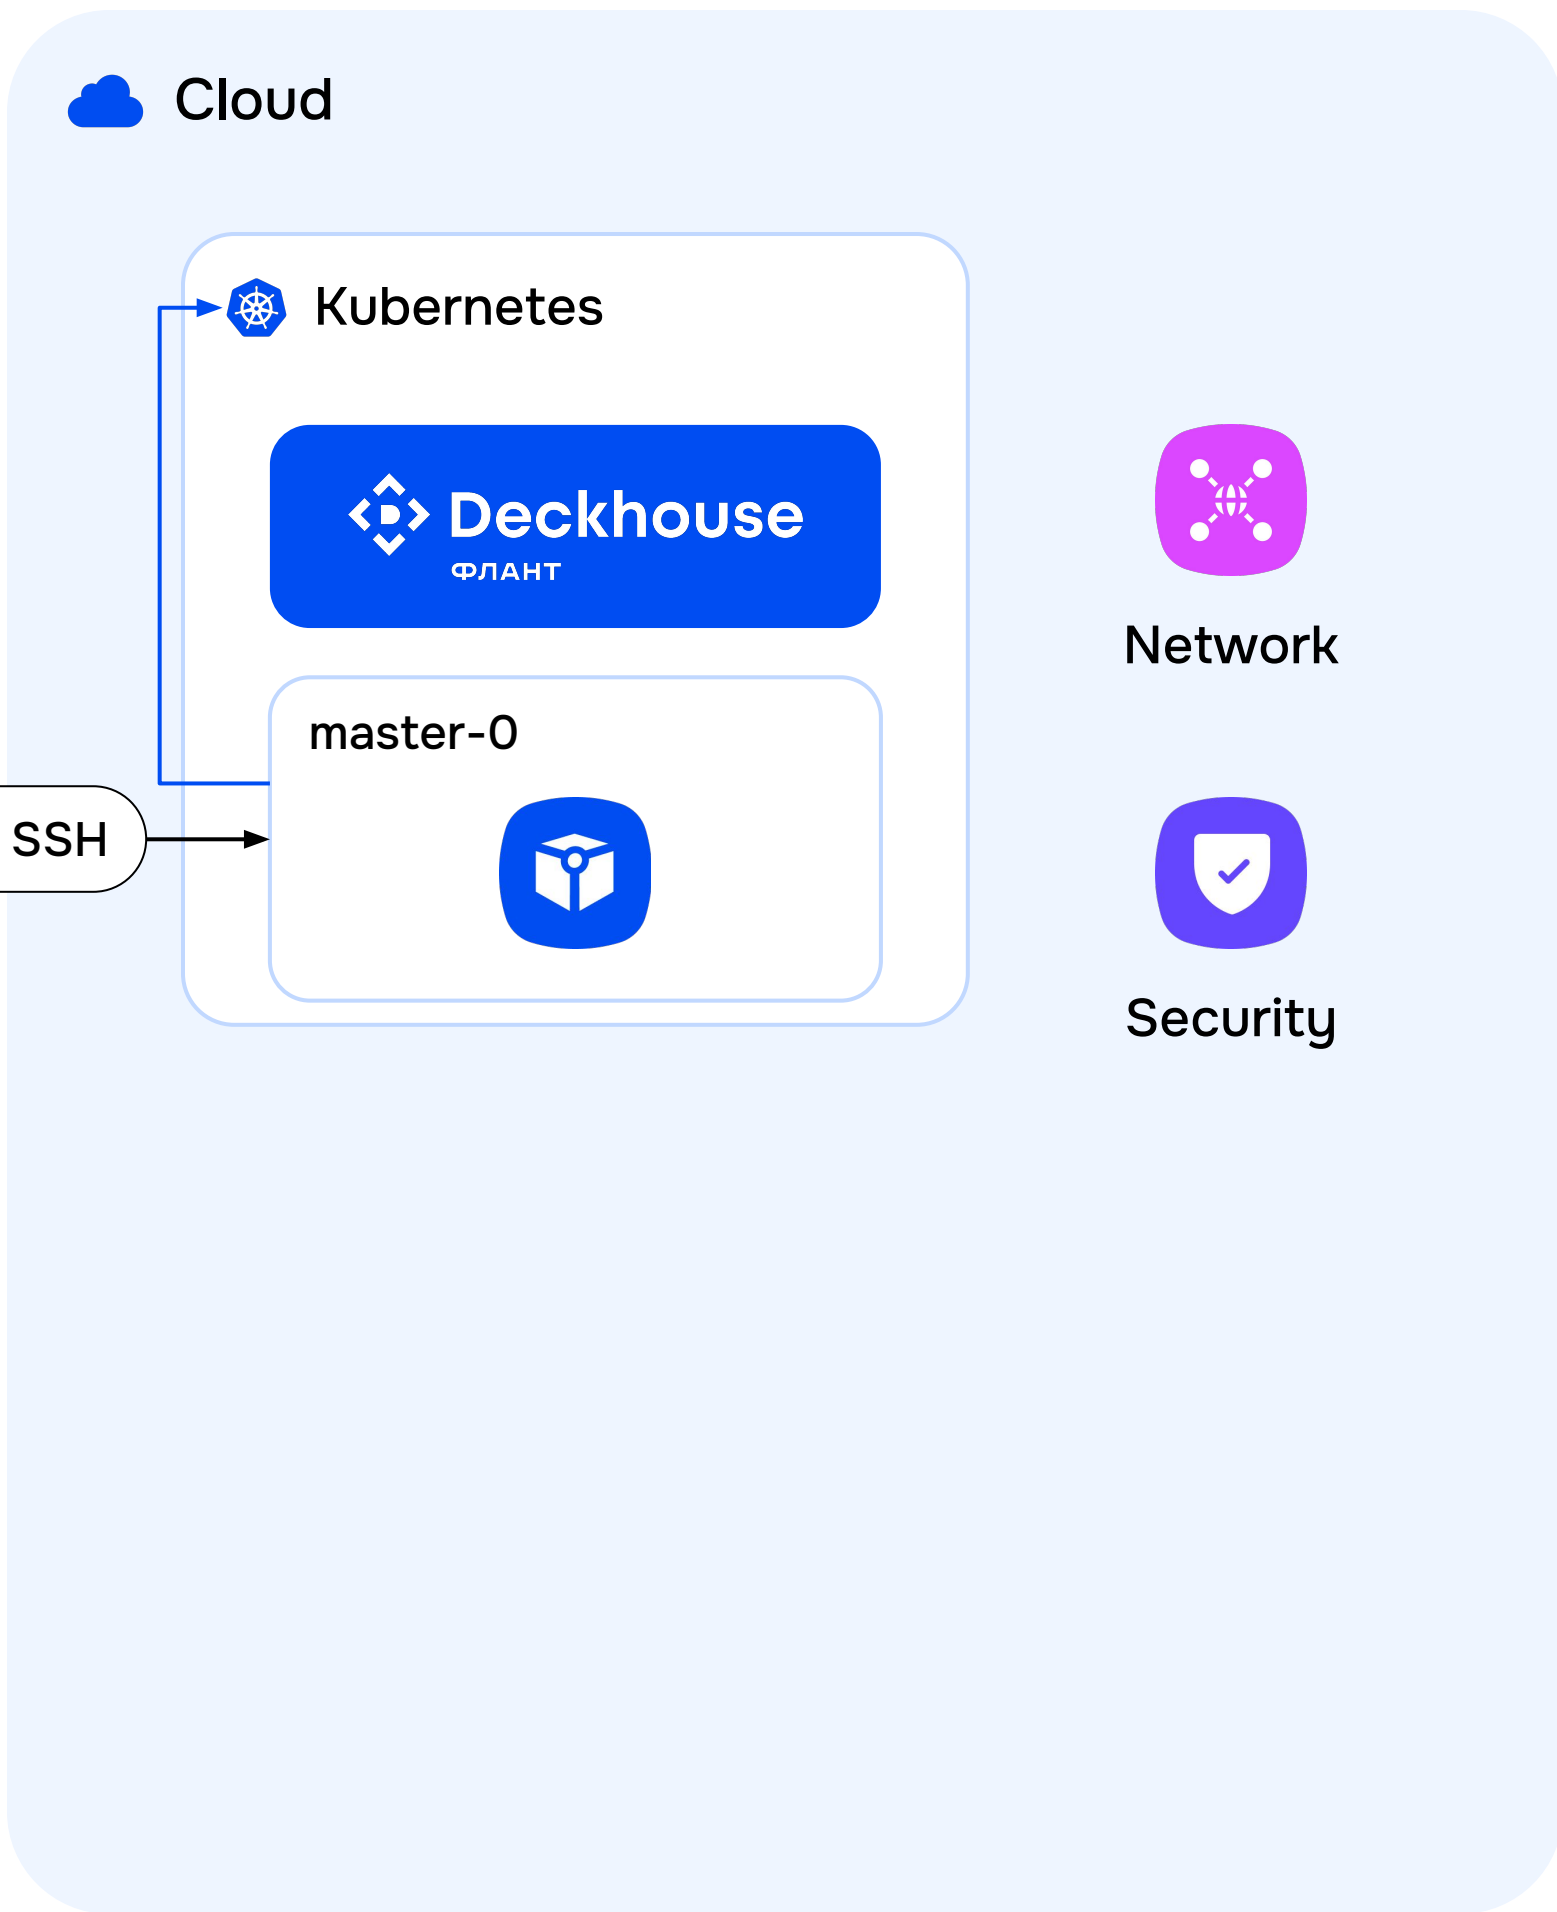 Cloud
Kubernetes
Deckhouse
ФЛАНТ
Network
master-0
SSH
Security